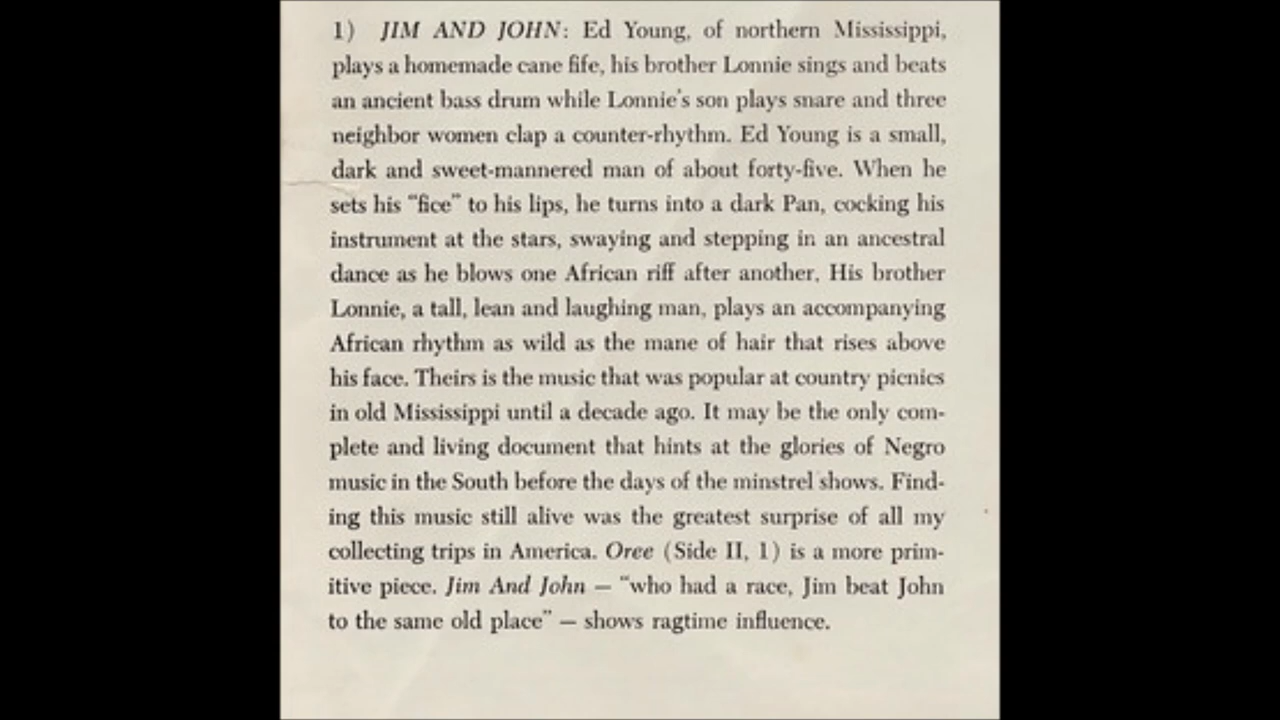 1) JIM AND JOHN: Ed Young, of northern Mississippi,
plays a homemade cane fife, his brother Lonnie sings and beats
an ancient bass drum while Lonnie's son plays snare and three
neighbor women clap a counter-rhythm. Ed Young is a small,
dark and sweet-mannered man of about forty-five. When he
sets his "fice" to his lips, he turns into a dark Pan, cocking his
instrument at the stars, swaying and stepping in an ancestral
dance as he blows one African riff after another. His brother
Lonnie, a tall, lean and laughing man, plays an accompanying
African rhythm as wild as the mane of hair that rises above
his face. Theirs is the music that was popular at country picnics
in old Mississippi until a decade ago. It may be the only com-
plete and living document that hints at the glories of Negro
music in the South before the days of the minstrel shows. Find-
ing this music still alive was the greatest surprise of all my
collecting trips in America. Oree (Side II, 1) is a more prim-
itive piece. Jim And John — "who had a race, Jim beat John
to the same old place" — shows ragtime influence.